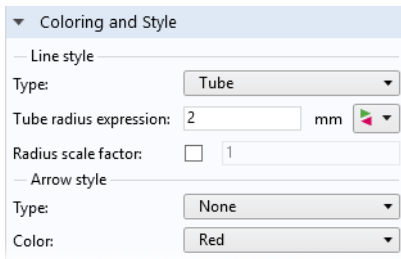 Coloring and Style
Line style
Type: Tube
Tube radius expression: 2 mm
Radius scale factor: 1
Arrow style
Type: None
Color: Red